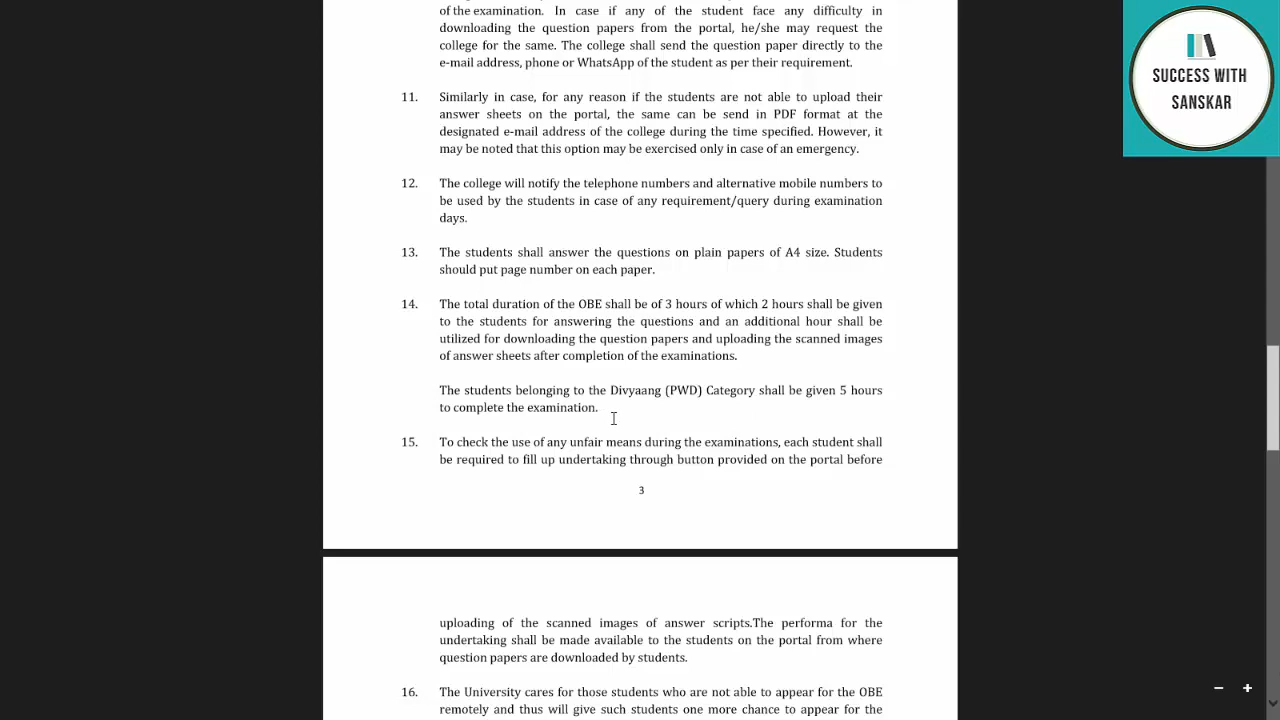 of the examination. In case if any of the student face any difficulty in
downloading the question papers from the portal, he/she may request the
college for the same. The college shall send the question paper directly to the
e-mail address, phone or WhatsApp of the student as per their requirement.
11. Similarly in case, for any reason if the students are not able to upload their
answer sheets on the portal, the same can be send in PDF format at the
designated e-mail address of the college during the time specified. However, it
may be noted that this option may be exercised only in case of an emergency.
12. The college will notify the telephone numbers and alternative mobile numbers to
be used by the students in case of any requirement/query during examination
days.
13. The students shall answer the questions on plain papers of A4 size. Students
should put page number on each paper.
14. The total duration of the OBE shall be of 3 hours of which 2 hours shall be given
to the students for answering the questions and an additional hour shall be
utilized for downloading the question papers and uploading the scanned images
of answer sheets after completion of the examinations.
The students belonging to the Divyaang (PWD) Category shall be given 5 hours
to complete the examination.
15. To check the use of any unfair means during the examinations, each student shall
be required to fill up undertaking through button provided on the portal before
3
uploading of the scanned images of answer scripts.The performa for the
undertaking shall be made available to the students on the portal from where
question papers are downloaded by students.
16. The University cares for those students who are not able to appear for the OBE
remotely and thus will give such students one more chance to appear for the
SUCCESS WITH
SANSKAR